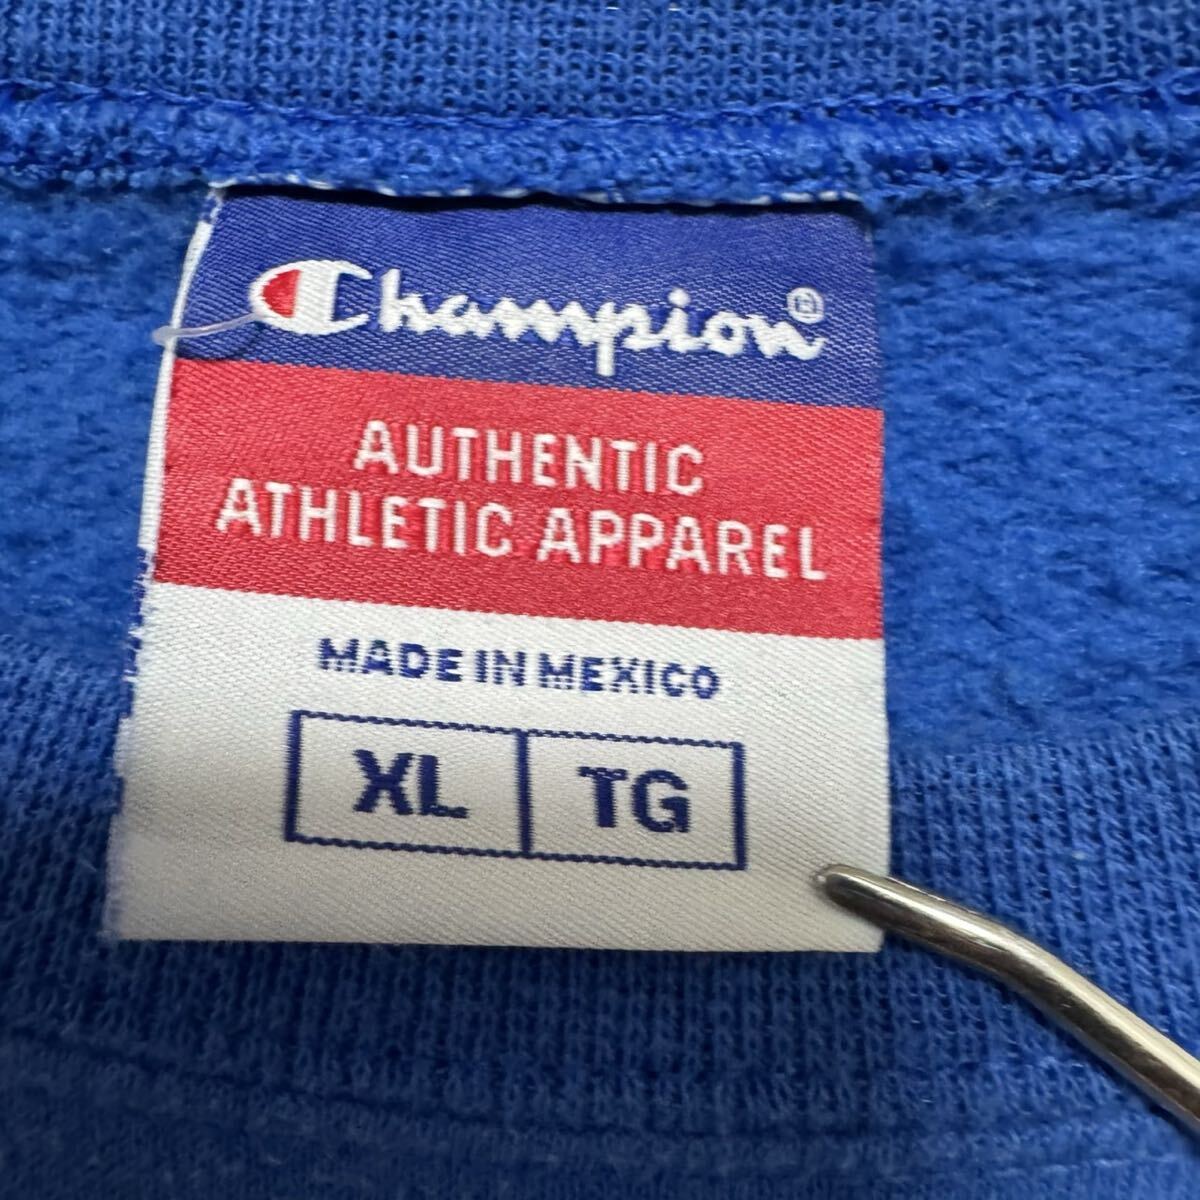 Champion®
AUTHENTIC
ATHLETIC APPAREL
MADE IN MEXICO
XL TG